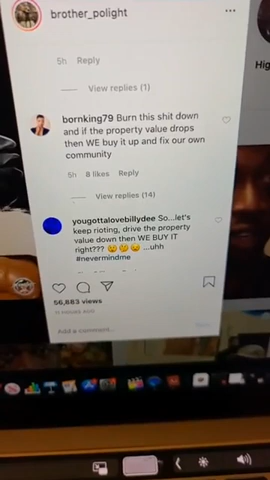 brother_polight
5h Reply
View replies (1)
bornking79 Burn this shit down
and if the property value drops
then WE buy it up and fix our own
community
5h 8 likes Reply
View replies (14)
yougottalovebillydee So...let's
keep rioting, drive the property
value down then WE BUY IT
right??? 🤔🤔😉 ...uhh
#nevermindme
56,683 views
11 HOURS AGO
Add a comment...
Hig